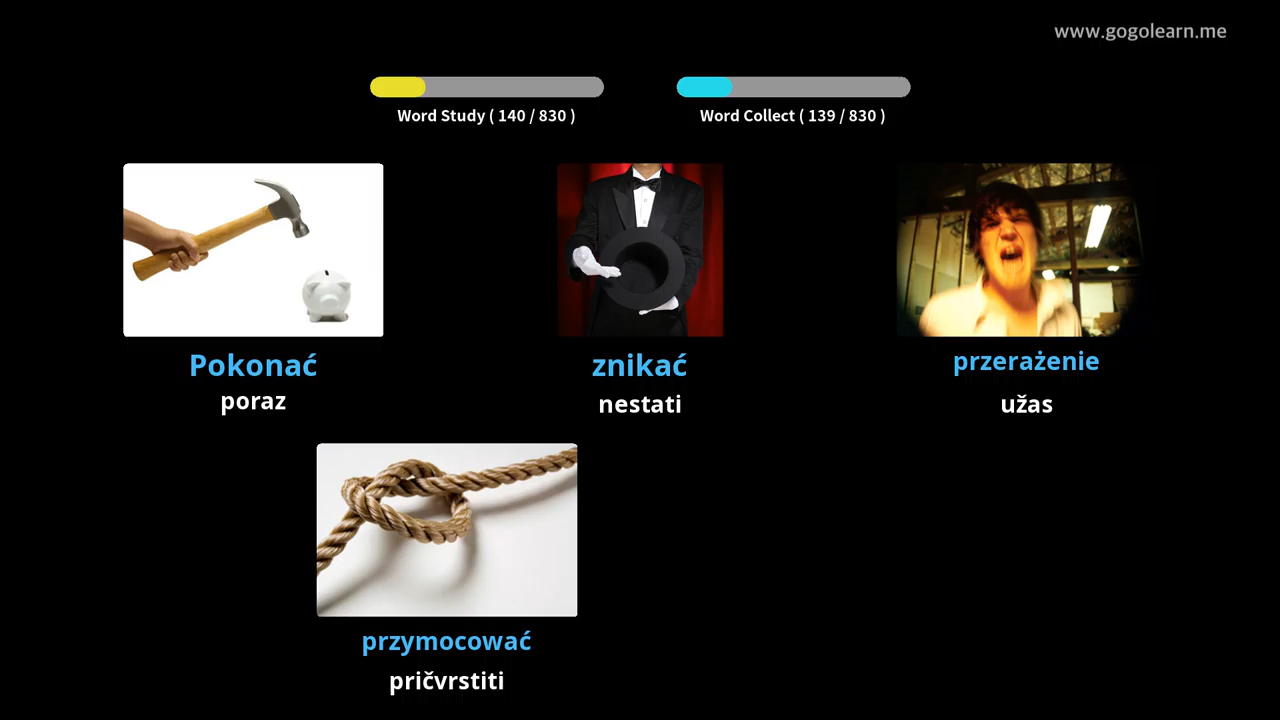 www.gogolearn.me
Word Study ( 140 / 830 )
Word Collect ( 139 / 830 )
Pokonać
poraz
znikać
nestati
przerażenie
užas
przymocować
pričvrstiti